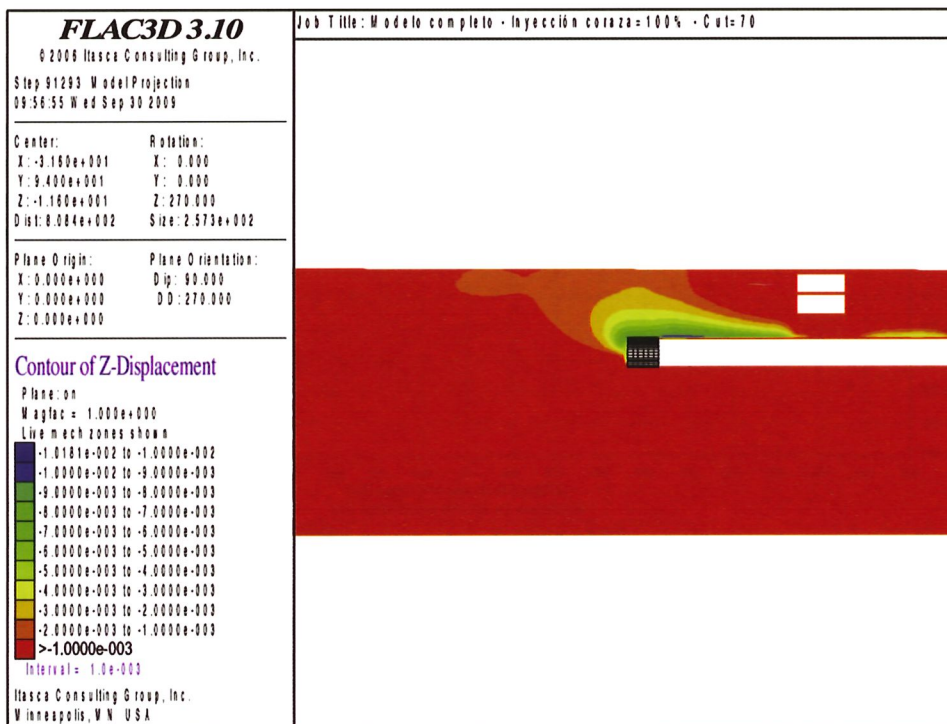 FLAC3D 3.10
©2006 Itasca Consulting Group, Inc.
Step 91293 Model Projection
09:56:55 Wed Sep 30 2009
Center:
X: -3.160e+001
Y: 9.400e+001
Z: -1.160e+001
Dist: 8.084e+002
Rotation:
X: 0.000
Y: 0.000
Z: 270.000
Size: 2.573e+002
Plane Origin:
X: 0.000e+000
Y: 0.000e+000
Z: 0.000e+000
Plane Orientation:
Dip: 90.000
DD: 270.000
Contour of Z-Displacement
Plane: on
Magfac = 1.000e+000
Live mech zones shown
-1.0181e-002 to -1.0000e-002
-1.0000e-002 to -9.0000e-003
-9.0000e-003 to -8.0000e-003
-8.0000e-003 to -7.0000e-003
-7.0000e-003 to -6.0000e-003
-6.0000e-003 to -5.0000e-003
-5.0000e-003 to -4.0000e-003
-4.0000e-003 to -3.0000e-003
-3.0000e-003 to -2.0000e-003
-2.0000e-003 to -1.0000e-003
>-1.0000e-003
Interval = 1.0e-003
Itasca Consulting Group, Inc.
Minneapolis, MN USA
Job Title: Modelo completo - Inyección coraza=100% - Cut=70